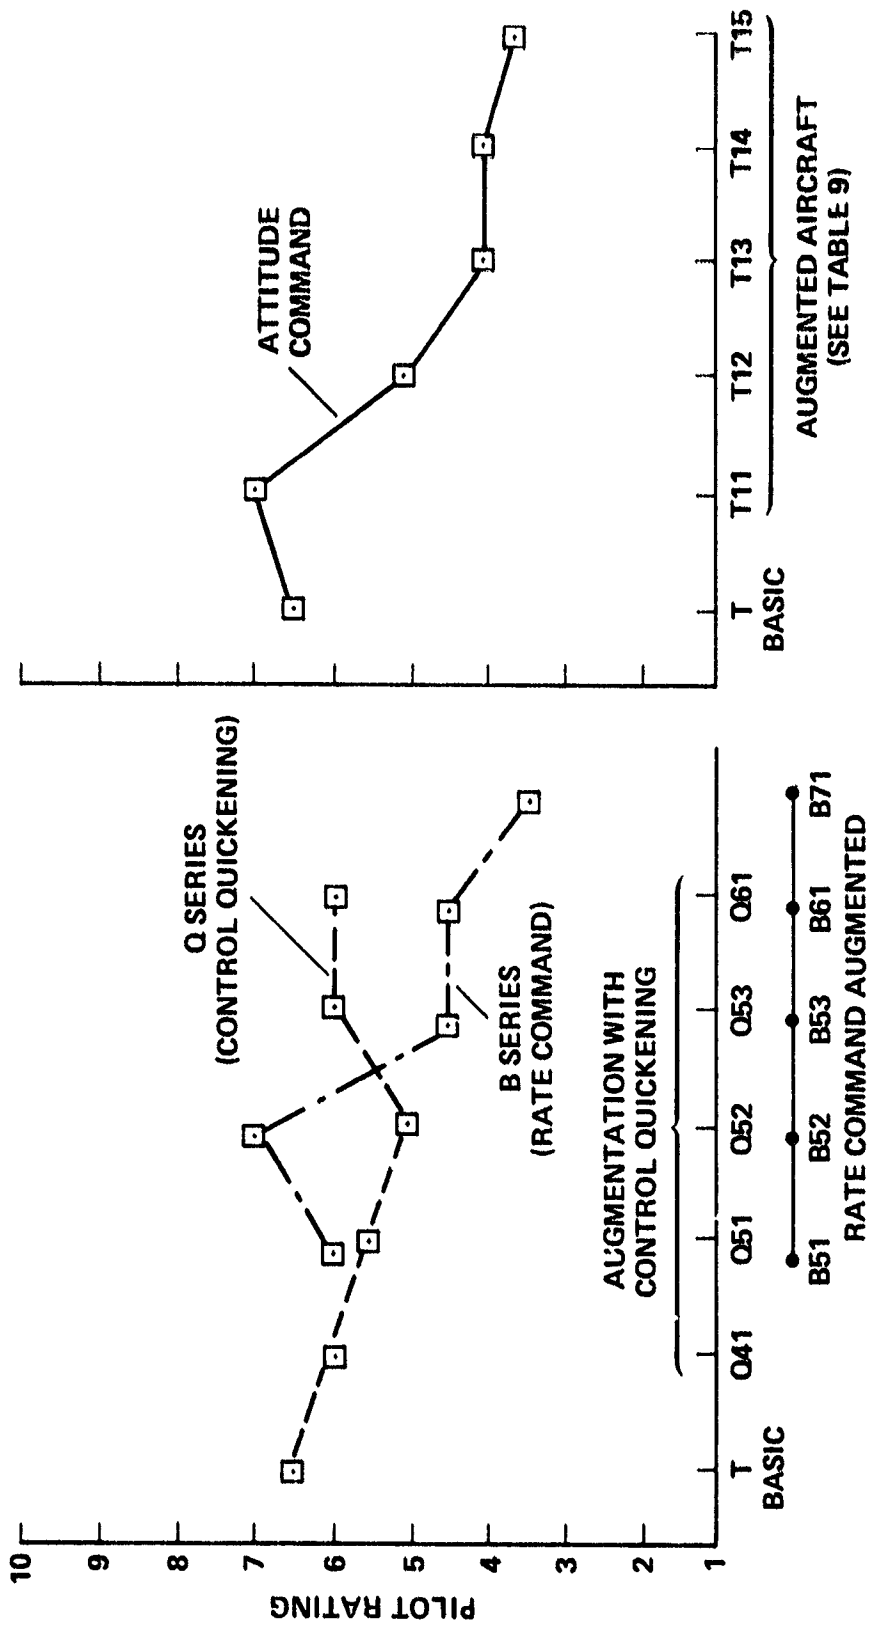 PILOT RATING
10
9
8
7
6
5
4
3
2
1
Q SERIES
(CONTROL QUICKENING)
B SERIES
(RATE COMMAND)
AUGMENTATION WITH
CONTROL QUICKENING
T
Q41
Q51
Q52
Q53
Q61
BASIC
B51
B52
B53
B61
B71
RATE COMMAND AUGMENTED
ATTITUDE
COMMAND
T
T11
T12
T13
T14
T15
BASIC
AUGMENTED AIRCRAFT
(SEE TABLE 9)